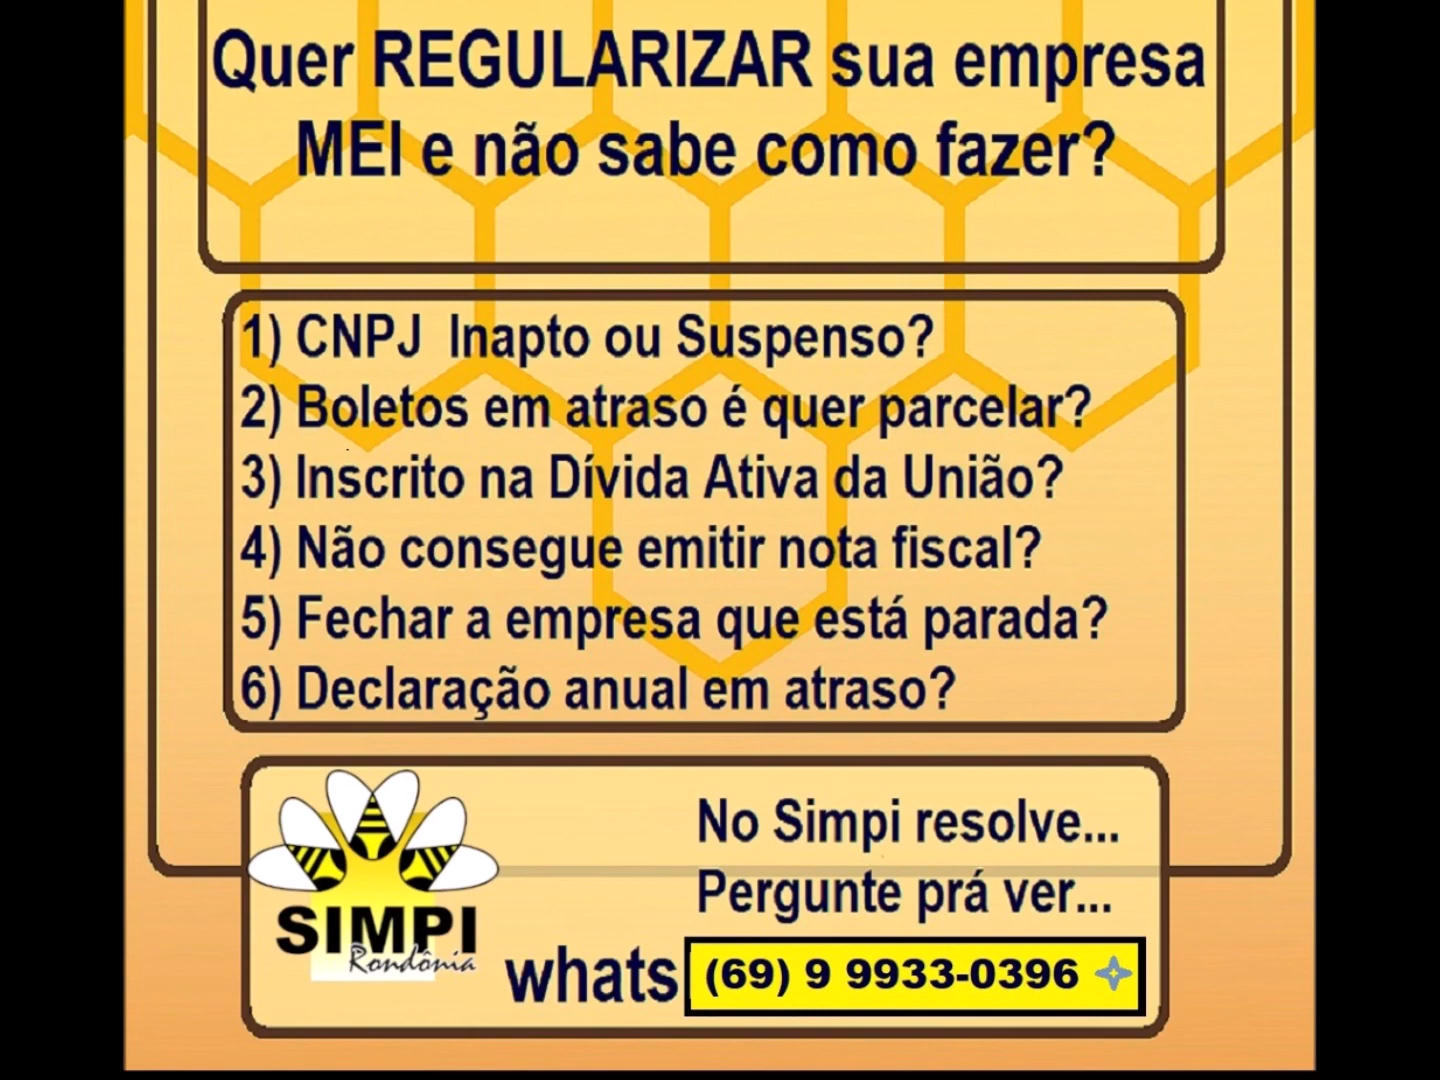 Quer REGULARIZAR sua empresa
MEI e não sabe como fazer?
1) CNPJ Inapto ou Suspenso?
2) Boletos em atraso é quer parcelar?
3) Inscrito na Dívida Ativa da União?
4) Não consegue emitir nota fiscal?
5) Fechar a empresa que está parada?
6) Declaração anual em atraso?
No Simpi resolve...
Pergunte prá ver...
SIMPI
Rondônia
whats (69) 9 9933-0396